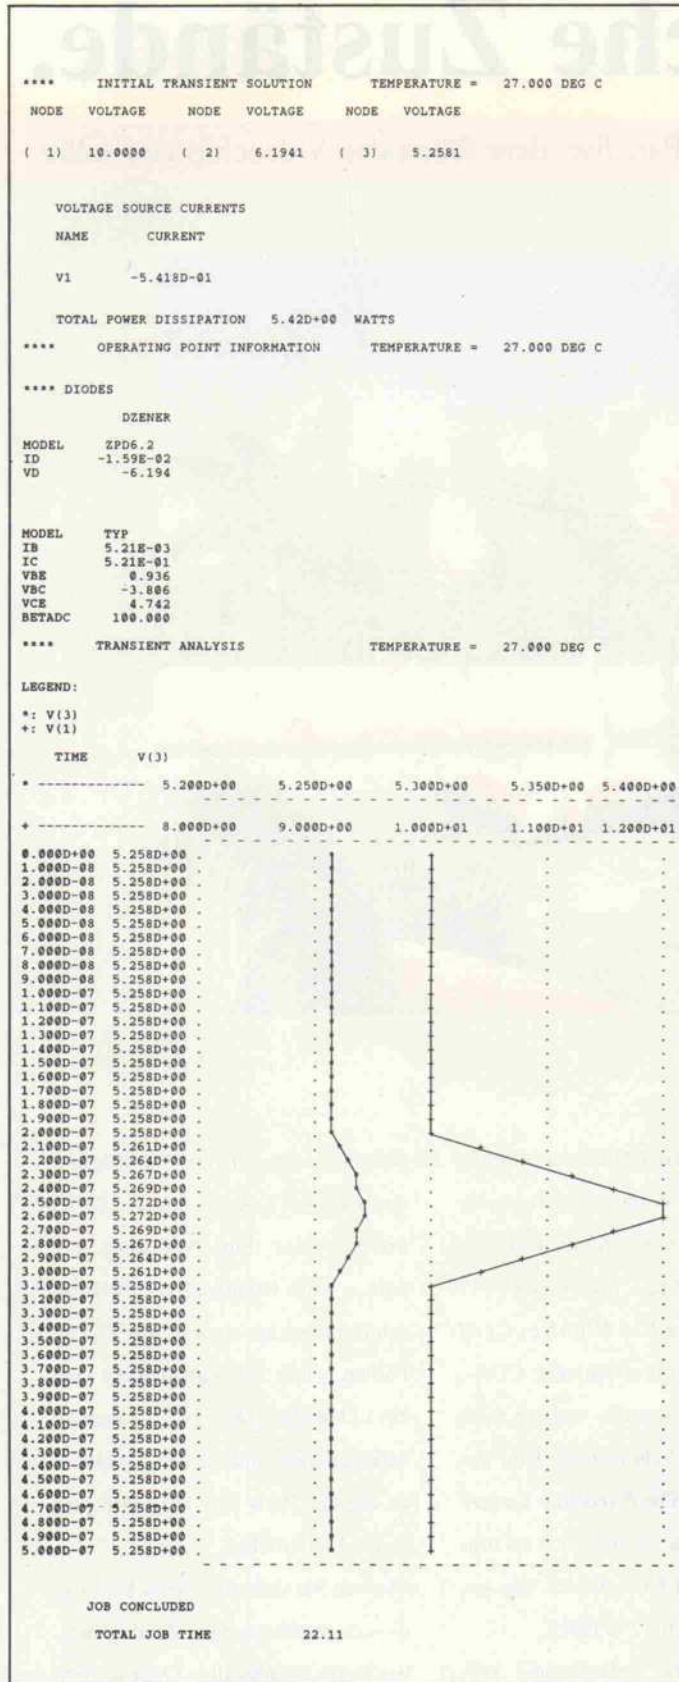 che Zustände.
**** INITIAL TRANSIENT SOLUTION TEMPERATURE = 27.000 DEG C
NODE VOLTAGE NODE VOLTAGE NODE VOLTAGE
( 1) 10.0000 ( 2) 6.1941 ( 3) 5.2581
VOLTAGE SOURCE CURRENTS
NAME CURRENT
V1 -5.418D-01
TOTAL POWER DISSIPATION 5.42D+00 WATTS
**** OPERATING POINT INFORMATION TEMPERATURE = 27.000 DEG C
**** DIODES
DZENER
MODEL ZPD6.2
ID -1.59E-02
VD -6.194
MODEL TYP
IB 5.21E-03
IC 5.21E-01
VBE 0.936
VBC -3.806
VCE 4.742
BETADC 100.000
**** TRANSIENT ANALYSIS TEMPERATURE = 27.000 DEG C
LEGEND:
*: V(3)
+: V(1)
TIME V(3)
* -------------- 5.200D+00 5.250D+00 5.300D+00 5.350D+00 5.400D+00
+ -------------- 8.000D+00 9.000D+00 1.000D+01 1.100D+01 1.200D+01
0.000D+00 5.258D+00 .
1.000D-08 5.258D+00 .
2.000D-08 5.258D+00 .
3.000D-08 5.258D+00 .
4.000D-08 5.258D+00 .
5.000D-08 5.258D+00 .
6.000D-08 5.258D+00 .
7.000D-08 5.258D+00 .
8.000D-08 5.258D+00 .
9.000D-08 5.258D+00 .
1.000D-07 5.258D+00 .
1.100D-07 5.258D+00 .
1.200D-07 5.258D+00 .
1.300D-07 5.258D+00 .
1.400D-07 5.258D+00 .
1.500D-07 5.258D+00 .
1.600D-07 5.258D+00 .
1.700D-07 5.258D+00 .
1.800D-07 5.258D+00 .
1.900D-07 5.258D+00 .
2.000D-07 5.258D+00 .
2.100D-07 5.261D+00 .
2.200D-07 5.264D+00 .
2.300D-07 5.267D+00 .
2.400D-07 5.269D+00 .
2.500D-07 5.272D+00 .
2.600D-07 5.272D+00 .
2.700D-07 5.269D+00 .
2.800D-07 5.267D+00 .
2.900D-07 5.264D+00 .
3.000D-07 5.261D+00 .
3.100D-07 5.258D+00 .
3.200D-07 5.258D+00 .
3.300D-07 5.258D+00 .
3.400D-07 5.258D+00 .
3.500D-07 5.258D+00 .
3.600D-07 5.258D+00 .
3.700D-07 5.258D+00 .
3.800D-07 5.258D+00 .
3.900D-07 5.258D+00 .
4.000D-07 5.258D+00 .
4.100D-07 5.258D+00 .
4.200D-07 5.258D+00 .
4.300D-07 5.258D+00 .
4.400D-07 5.258D+00 .
4.500D-07 5.258D+00 .
4.600D-07 5.258D+00 .
4.700D-07 5.258D+00 .
4.800D-07 5.258D+00 .
4.900D-07 5.258D+00 .
5.000D-07 5.258D+00 .
JOB CONCLUDED
TOTAL JOB TIME 22.11